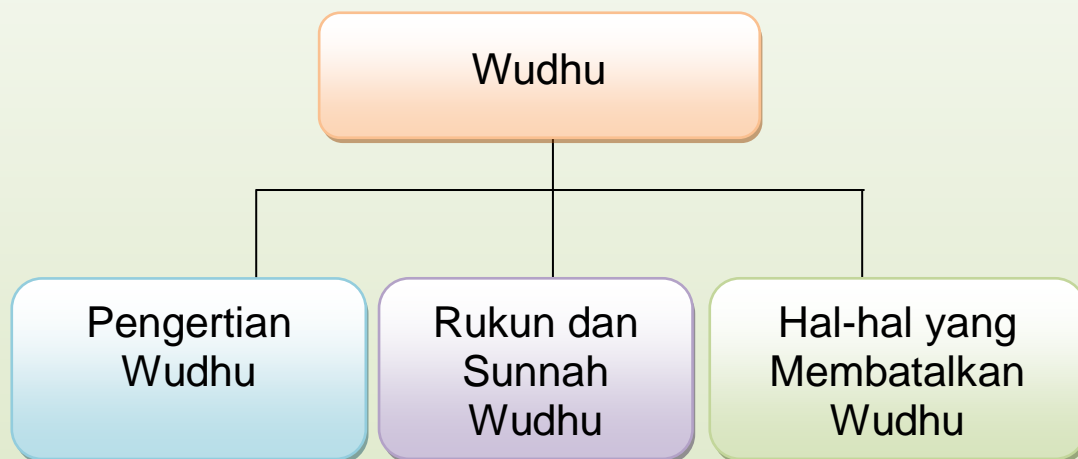 Wudhu
Pengertian
Wudhu
Rukun dan
Sunnah
Wudhu
Hal-hal yang
Membatalkan
Wudhu